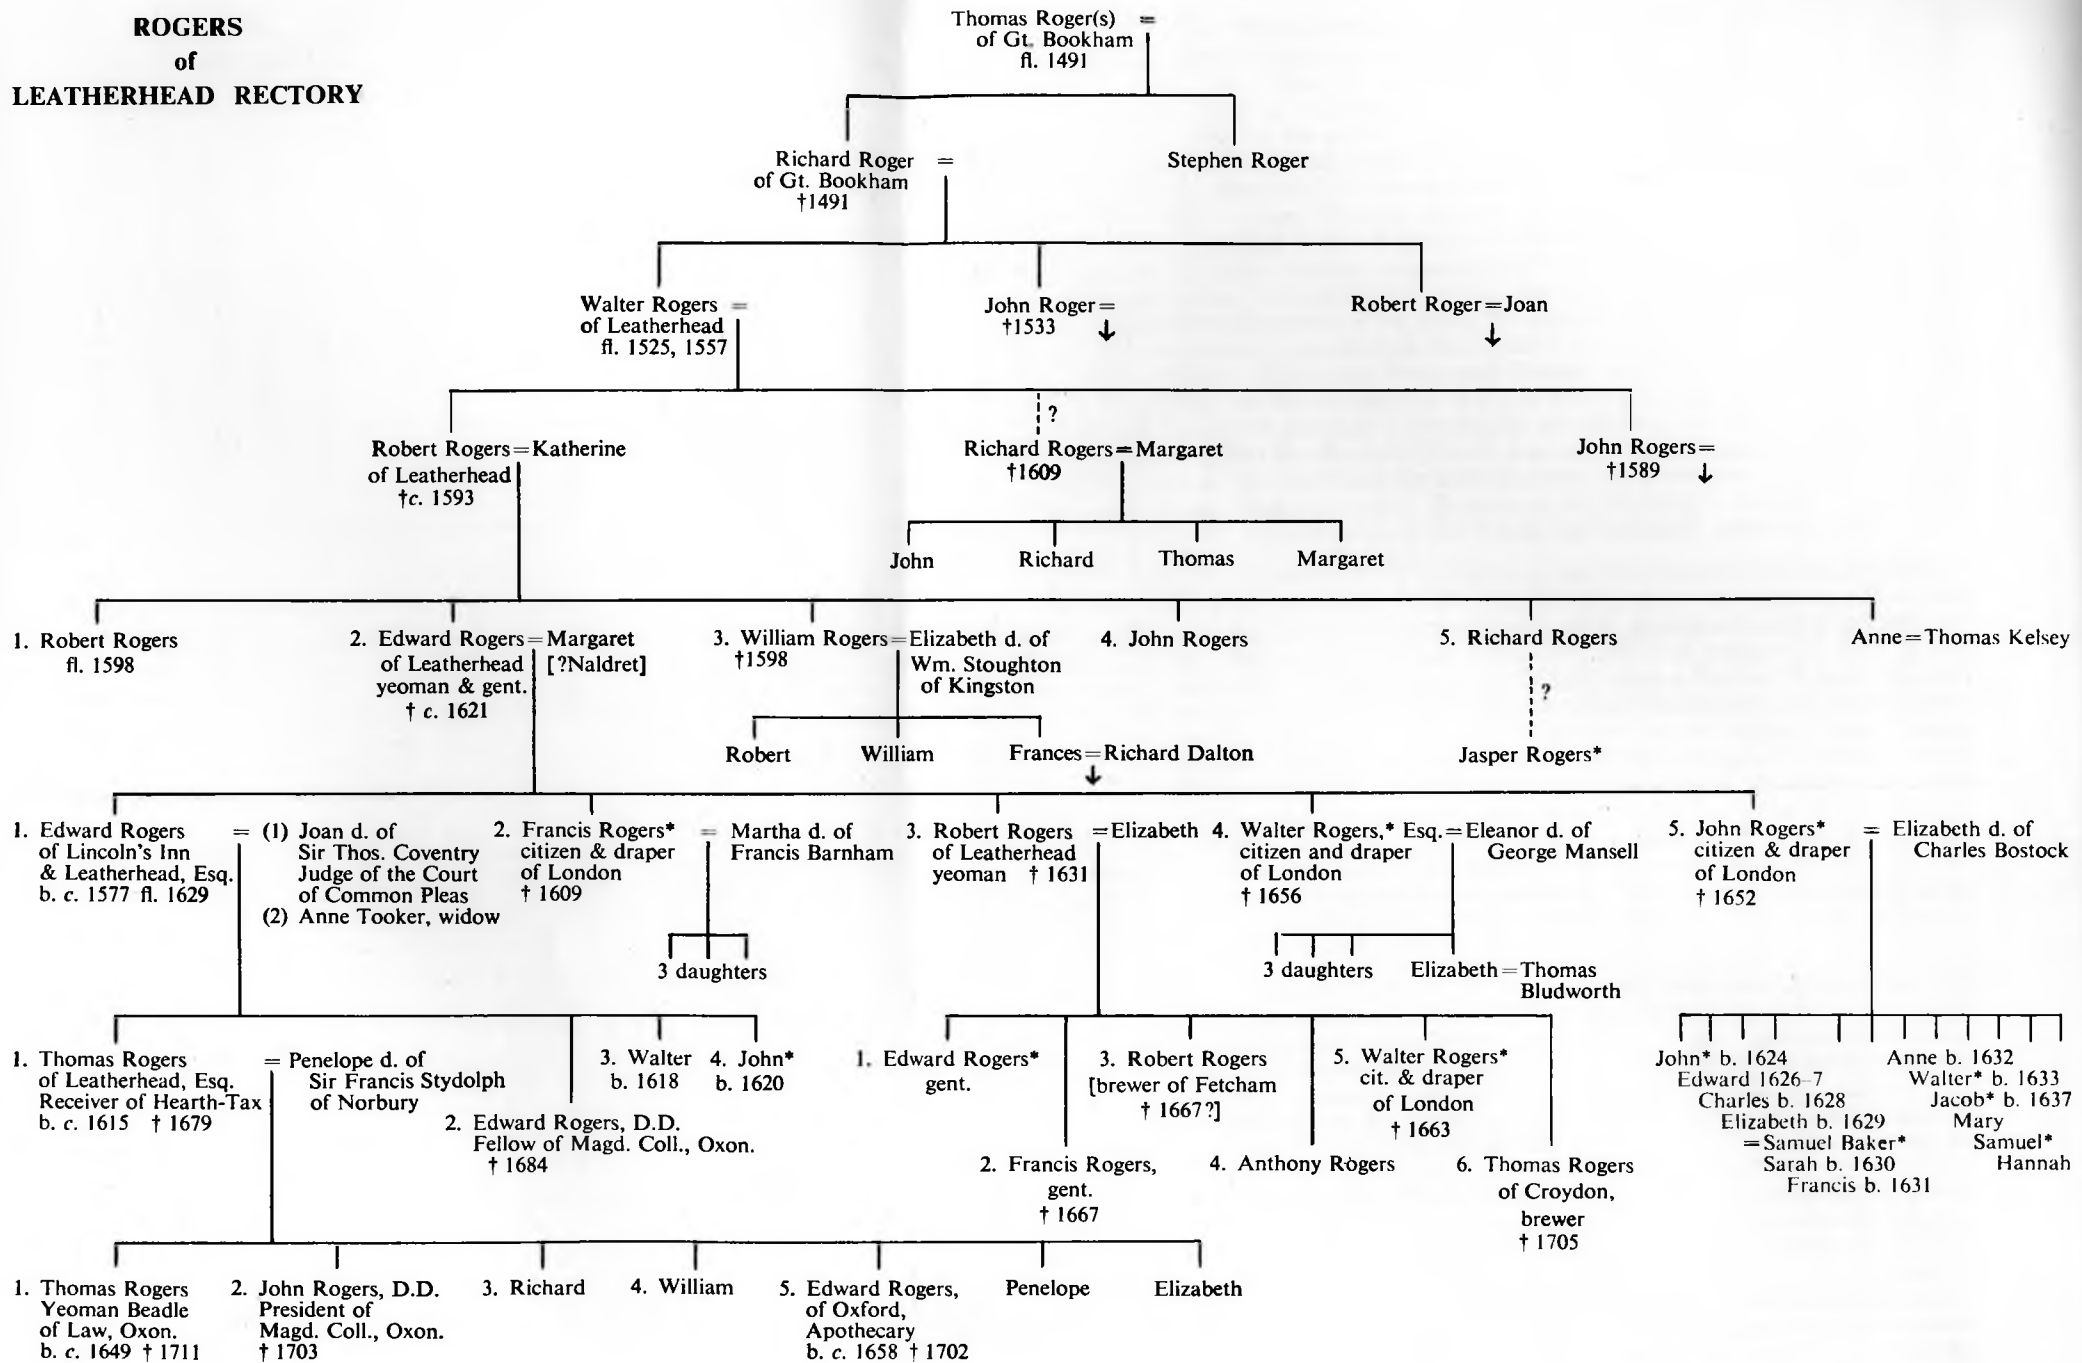 ROGERS
of
LEATHERHEAD RECTORY
Thomas Roger(s) =
of Gt. Bookham
fl. 1491
Richard Roger =
of Gt. Bookham
†1491
Stephen Roger
Walter Rogers =
of Leatherhead
fl. 1525, 1557
John Roger=
†1533
Robert Roger=Joan
Robert Rogers=Katherine
of Leatherhead
†c. 1593
?
Richard Rogers=Margaret
†1609
John Rogers=
†1589
John
Richard
Thomas
Margaret
1. Robert Rogers
fl. 1598
2. Edward Rogers=Margaret
of Leatherhead [?Naldret]
yeoman & gent.
† c. 1621
3. William Rogers=Elizabeth d. of
†1598 Wm. Stoughton
of Kingston
4. John Rogers
5. Richard Rogers
?
Anne=Thomas Kelsey
Robert
William
Frances=Richard Dalton
Jasper Rogers*
1. Edward Rogers = (1) Joan d. of
of Lincoln's Inn Sir Thos. Coventry
& Leatherhead, Esq. Judge of the Court
b. c. 1577 fl. 1629 of Common Pleas
(2) Anne Tooker, widow
2. Francis Rogers* = Martha d. of
citizen & draper Francis Barnham
of London
† 1609
3. Robert Rogers =Elizabeth
of Leatherhead
yeoman † 1631
4. Walter Rogers,* Esq.=Eleanor d. of
citizen and draper George Mansell
of London
† 1656
5. John Rogers* = Elizabeth d. of
citizen & draper Charles Bostock
of London
† 1652
3 daughters
3 daughters
Elizabeth=Thomas
Bludworth
1. Thomas Rogers = Penelope d. of
of Leatherhead, Esq. Sir Francis Stydolph
Receiver of Hearth-Tax of Norbury
b. c. 1615 † 1679
2. Edward Rogers, D.D.
Fellow of Magd. Coll., Oxon.
† 1684
3. Walter
b. 1618
4. John*
b. 1620
1. Edward Rogers*
gent.
2. Francis Rogers,
gent.
† 1667
3. Robert Rogers
[brewer of Fetcham
† 1667?]
4. Anthony Rogers
5. Walter Rogers*
cit. & draper
of London
† 1663
6. Thomas Rogers
of Croydon,
brewer
† 1705
John* b. 1624
Edward 1626-7
Charles b. 1628
Elizabeth b. 1629
=Samuel Baker*
Sarah b. 1630
Francis b. 1631
Anne b. 1632
Walter* b. 1633
Jacob* b. 1637
Mary
Samuel*
Hannah
1. Thomas Rogers
Yeoman Beadle
of Law, Oxon.
b. c. 1649 † 1711
2. John Rogers, D.D.
President of
Magd. Coll., Oxon.
† 1703
3. Richard
4. William
5. Edward Rogers,
of Oxford,
Apothecary
b. c. 1658 † 1702
Penelope
Elizabeth